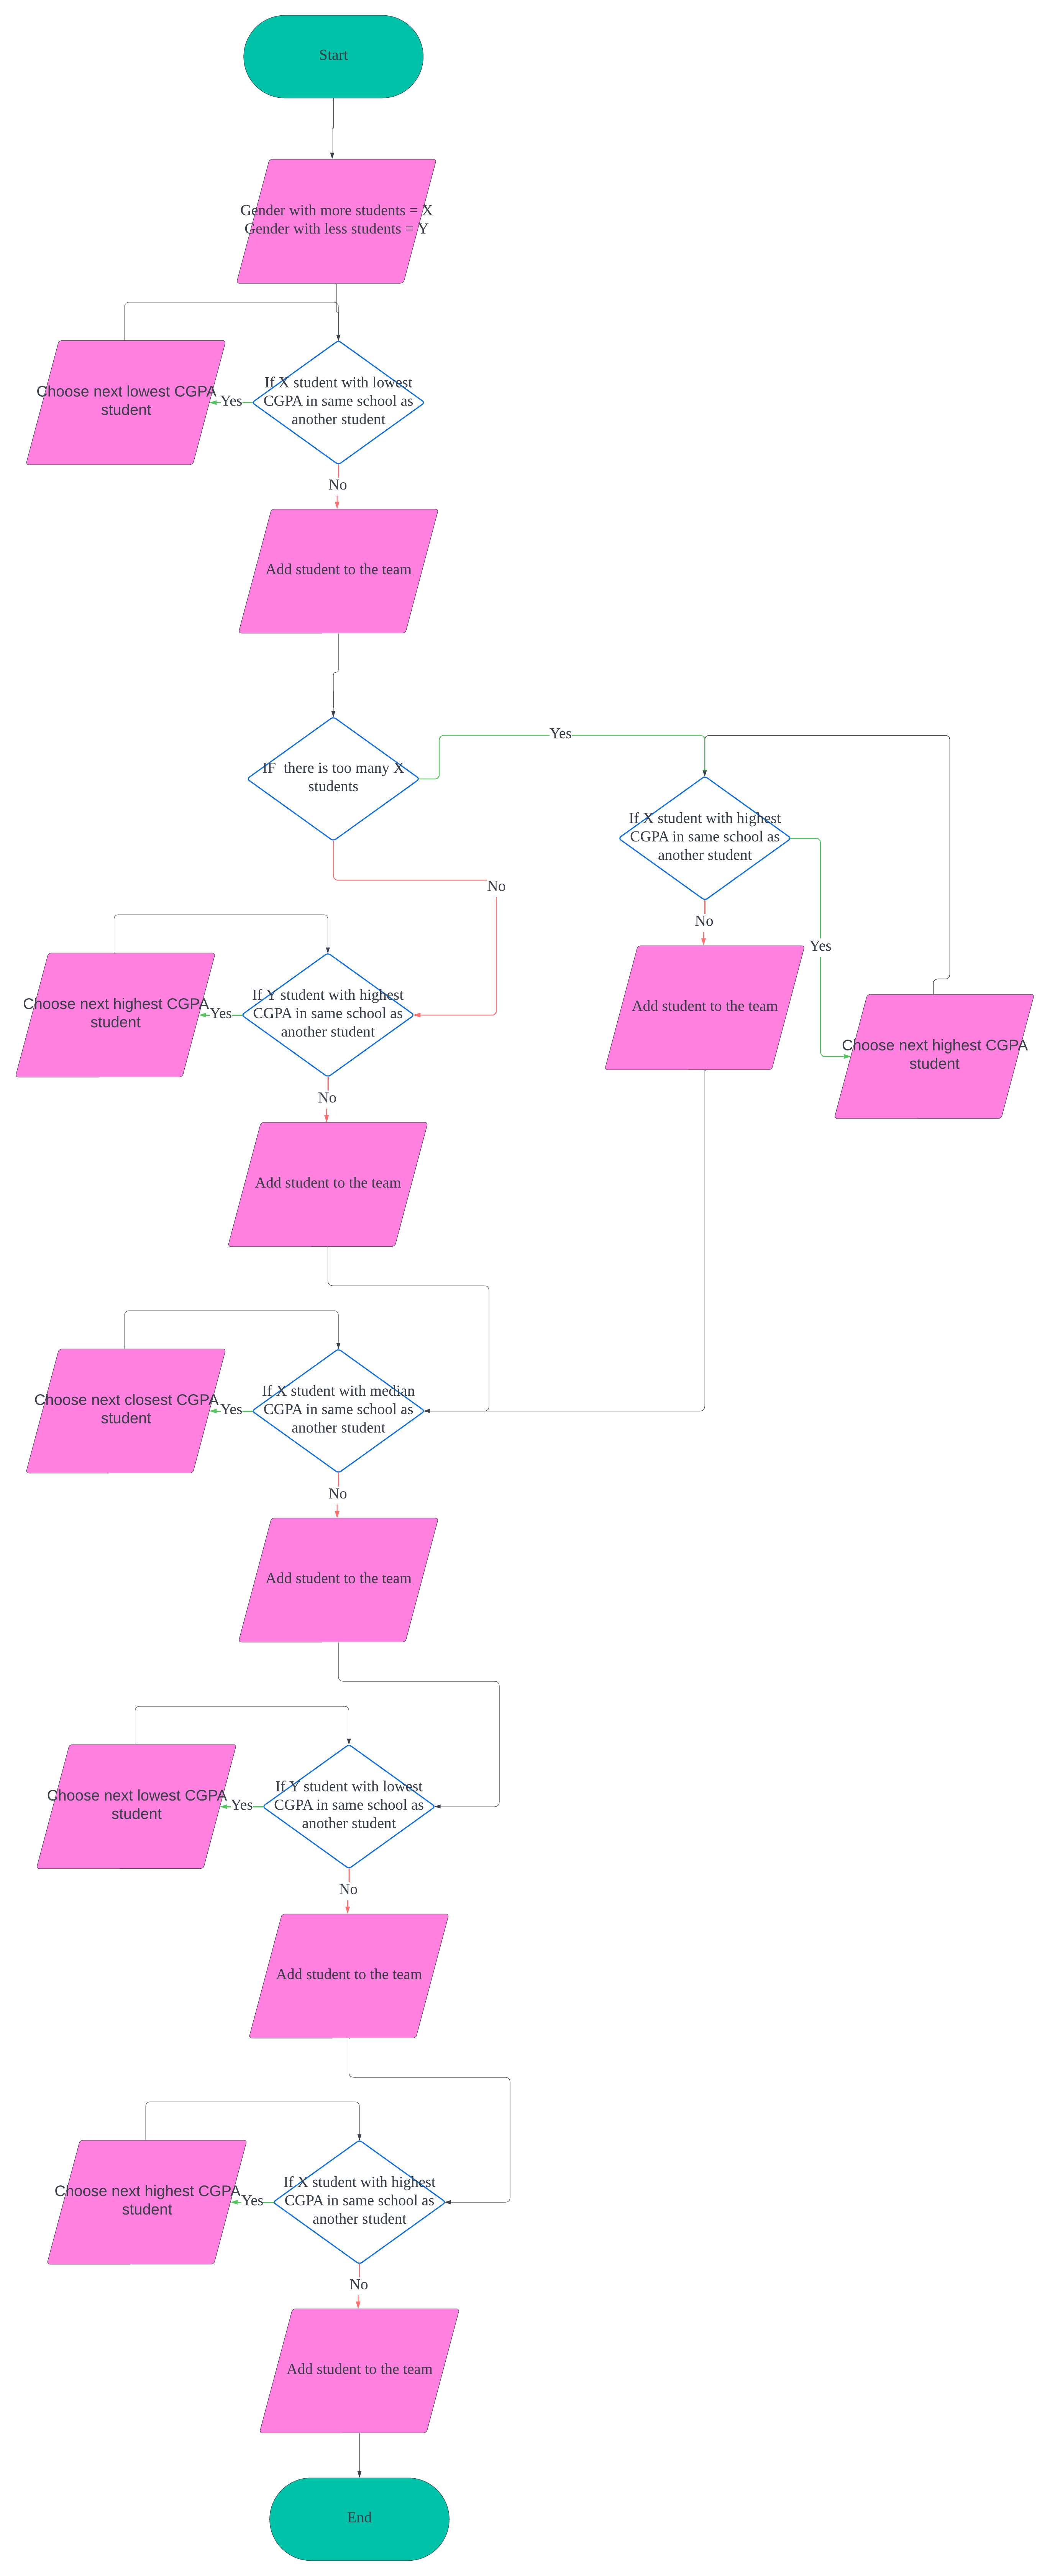 Start
Gender with more students = X
Gender with less students = Y
If X student with lowest
CGPA in same school as
another student
Yes
Choose next lowest CGPA
student
No
Add student to the team
IF there is too many X
students
Yes
No
If X student with highest
CGPA in same school as
another student
No
Yes
Add student to the team
Choose next highest CGPA
student
If Y student with highest
CGPA in same school as
another student
Yes
Choose next highest CGPA
student
No
Add student to the team
If X student with median
CGPA in same school as
another student
Yes
Choose next closest CGPA
student
No
Add student to the team
If Y student with lowest
CGPA in same school as
another student
Yes
Choose next lowest CGPA
student
No
Add student to the team
If X student with highest
CGPA in same school as
another student
Yes
Choose next highest CGPA
student
No
Add student to the team
End